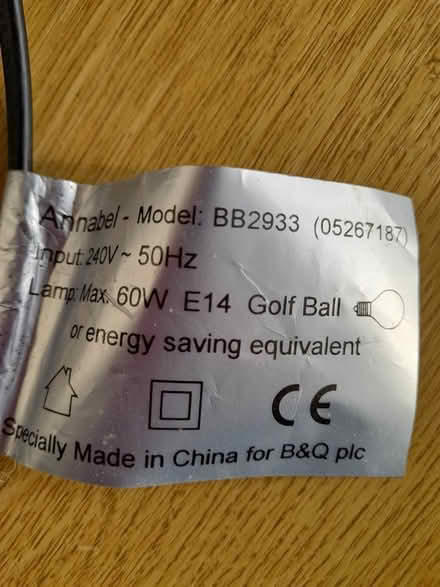 Annabel - Model: BB2933 (05267187)
Input: 240V ~ 50Hz
Lamp: Max. 60W E14 Golf Ball
or energy saving equivalent
CE
Specially Made in China for B&Q plc